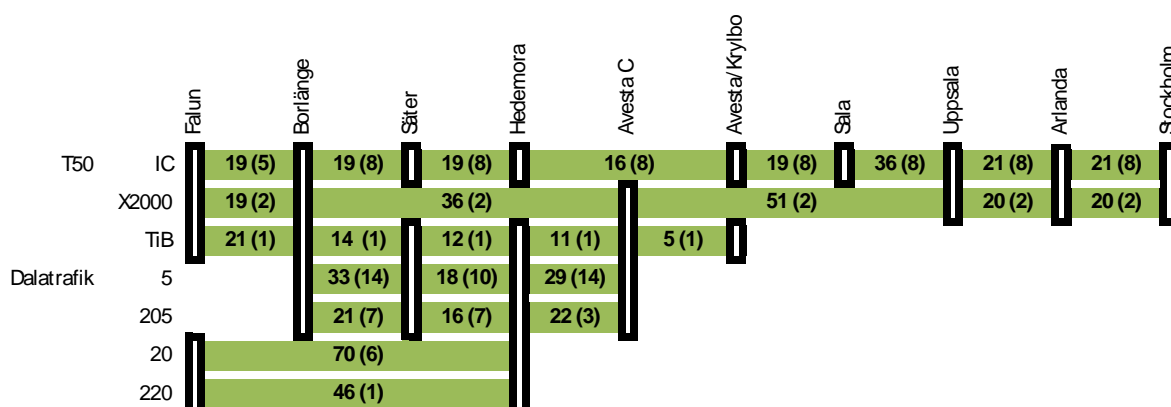 Falun
Borlänge
Säter
Hedemora
Avesta C
Avesta/Krylbo
Sala
Uppsala
Arlanda
Stockholm
T50 IC 19 (5) 19 (8) 19 (8) 16 (8) 19 (8) 36 (8) 21 (8) 21 (8)
X2000 19 (2) 36 (2) 51 (2) 20 (2) 20 (2)
TiB 21 (1) 14 (1) 12 (1) 11 (1) 5 (1)
Dalatrafik 5 33 (14) 18 (10) 29 (14)
205 21 (7) 16 (7) 22 (3)
20 70 (6)
220 46 (1)